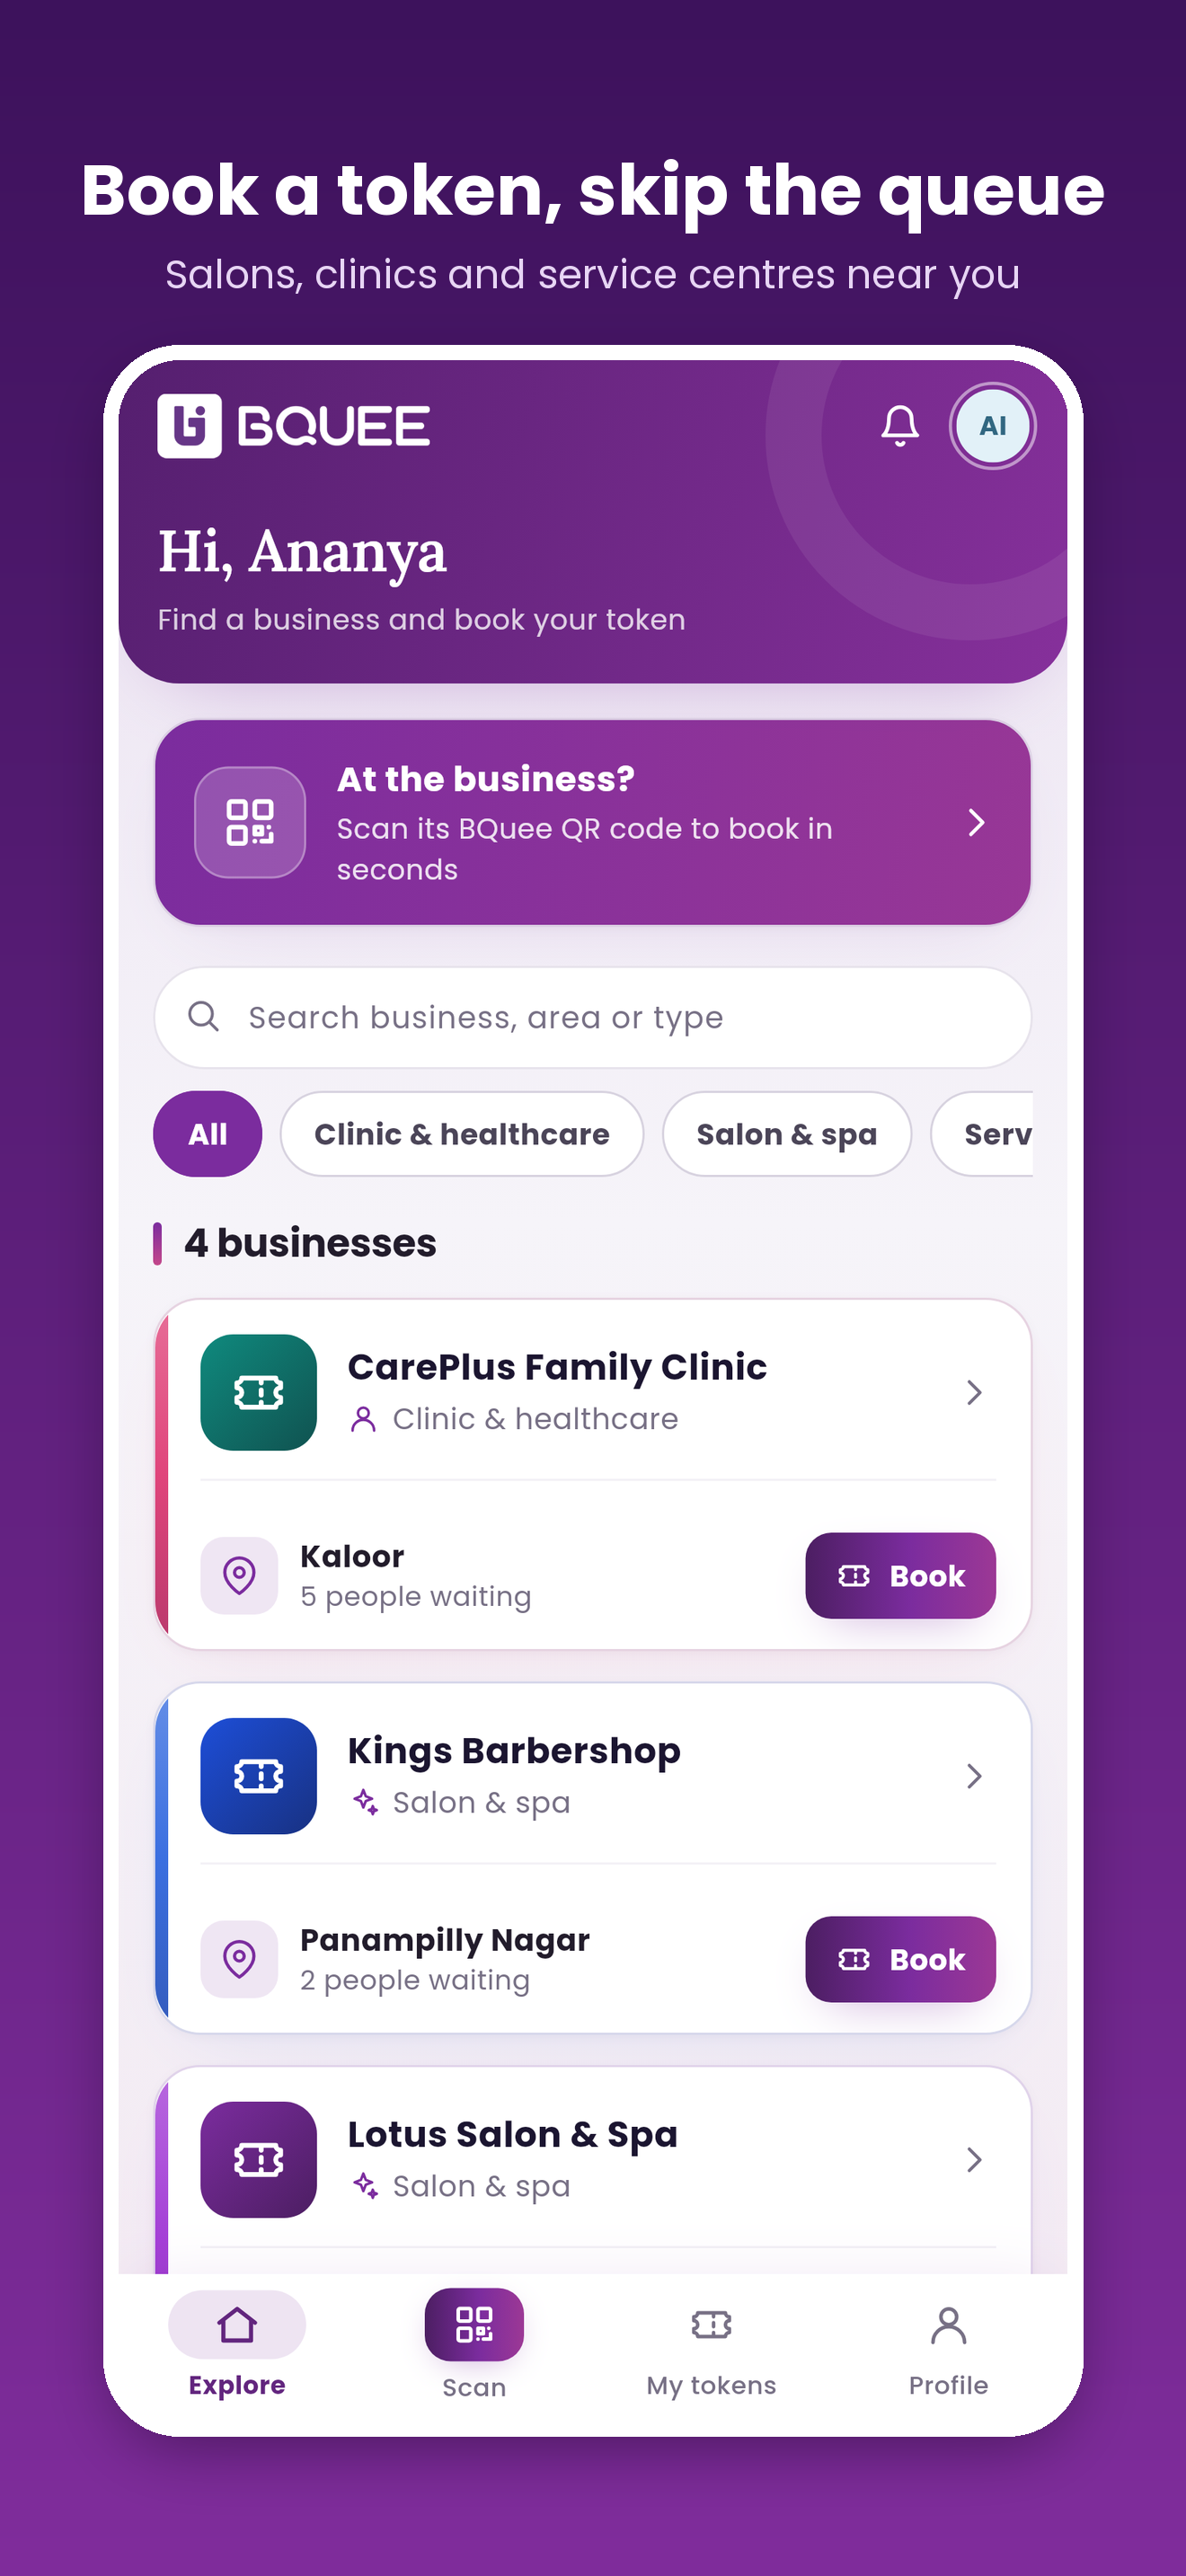 Book a token, skip the queue
Salons, clinics and service centres near you
BQUEE
AI
Hi, Ananya
Find a business and book your token
At the business?
Scan its BQuee QR code to book in
seconds
Search business, area or type
All
Clinic & healthcare
Salon & spa
Serv
4 businesses
CarePlus Family Clinic
Clinic & healthcare
Kaloor
5 people waiting
Book
Kings Barbershop
Salon & spa
Panampilly Nagar
2 people waiting
Book
Lotus Salon & Spa
Salon & spa
Explore
Scan
My tokens
Profile